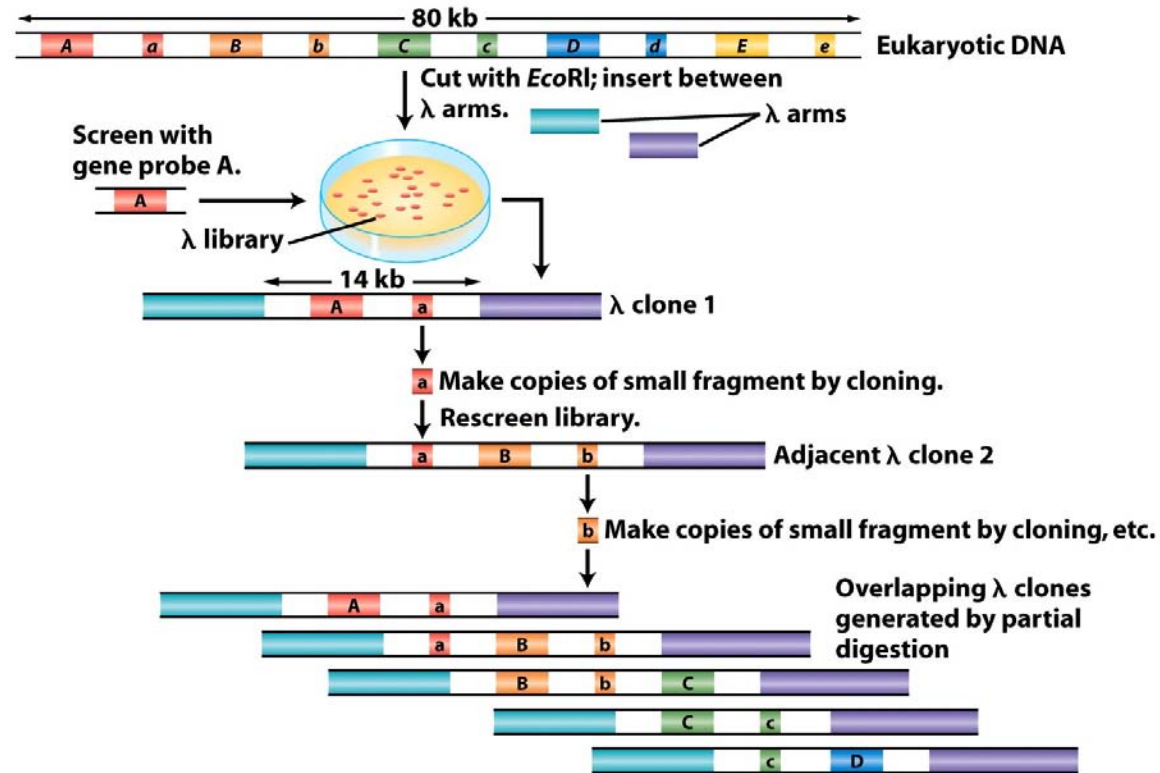 80 kb
A a B b C c D d E e
Eukaryotic DNA
Cut with EcoRI; insert between
λ arms.
λ arms
Screen with
gene probe A.
A
λ library
14 kb
A a
λ clone 1
a Make copies of small fragment by cloning.
Rescreen library.
a B b
Adjacent λ clone 2
b Make copies of small fragment by cloning, etc.
Overlapping λ clones
generated by partial
digestion
A a
a B b
B b C
C c
c D